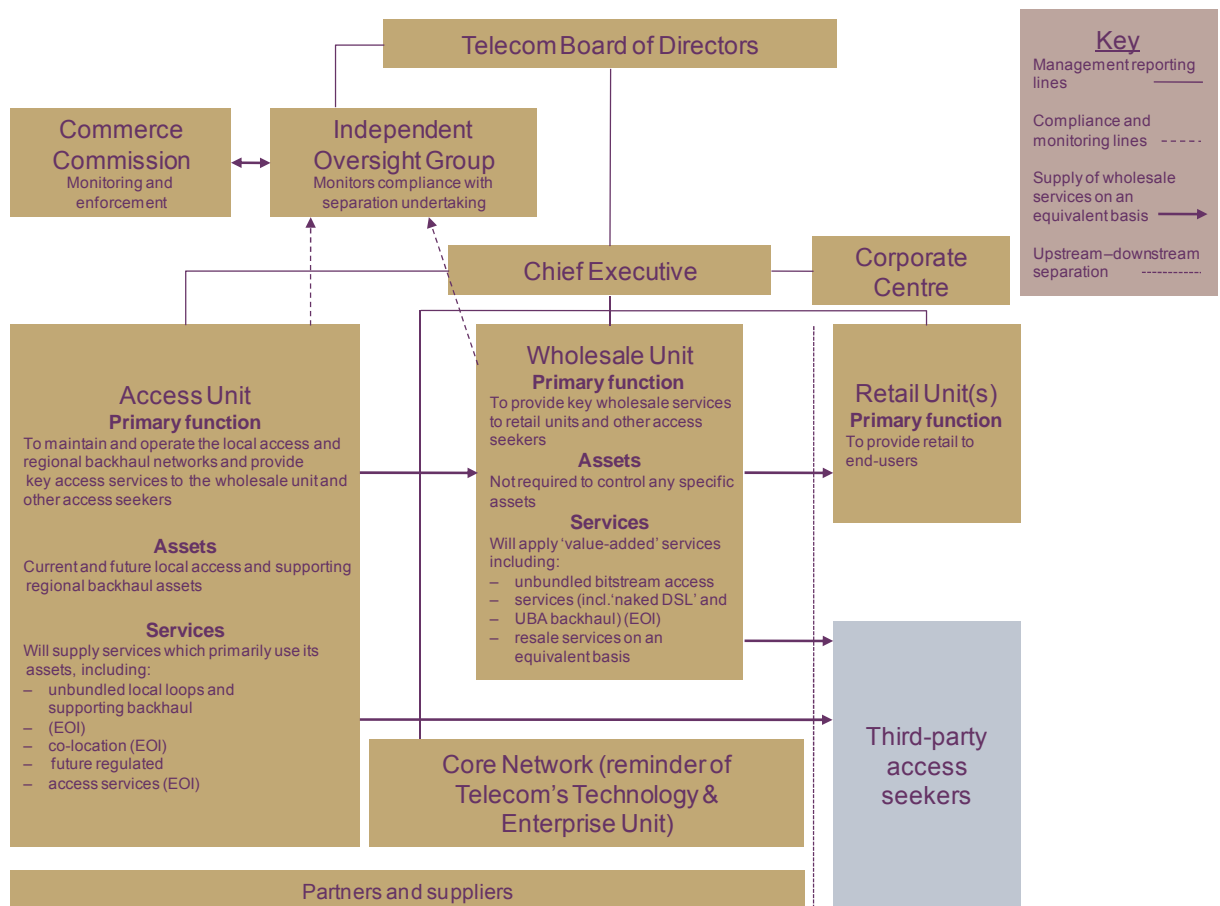 Telecom Board of Directors
Key
Management reporting
lines
Compliance and
monitoring lines
Supply of wholesale
services on an
equivalent basis
Upstream–downstream
separation
Commerce
Commission
Monitoring and
enforcement
Independent
Oversight Group
Monitors compliance with
separation undertaking
Chief Executive
Corporate
Centre
Access Unit
Primary function
To maintain and operate the local access and
regional backhaul networks and provide
key access services to the wholesale unit and
other access seekers
Assets
Current and future local access and supporting
regional backhaul assets
Services
Will supply services which primarily use its
assets, including:
– unbundled local loops and
supporting backhaul
– (EOI)
– co-location (EOI)
– future regulated
– access services (EOI)
Wholesale Unit
Primary function
To provide key wholesale services
to retail units and other access
seekers
Assets
Not required to control any specific
assets
Services
Will apply ‘value-added’ services
including:
– unbundled bitstream access
– services (incl.‘naked DSL’ and
– UBA backhaul) (EOI)
– resale services on an
equivalent basis
Retail Unit(s)
Primary function
To provide retail to
end-users
Core Network (reminder of
Telecom’s Technology &
Enterprise Unit)
Third-party
access
seekers
Partners and suppliers